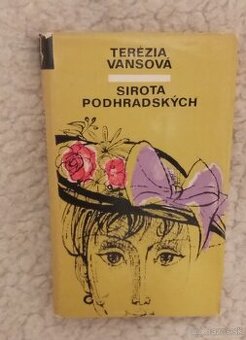 TERÉZIA
VANSOVÁ
SIROTA
PODHRADSKÝCH